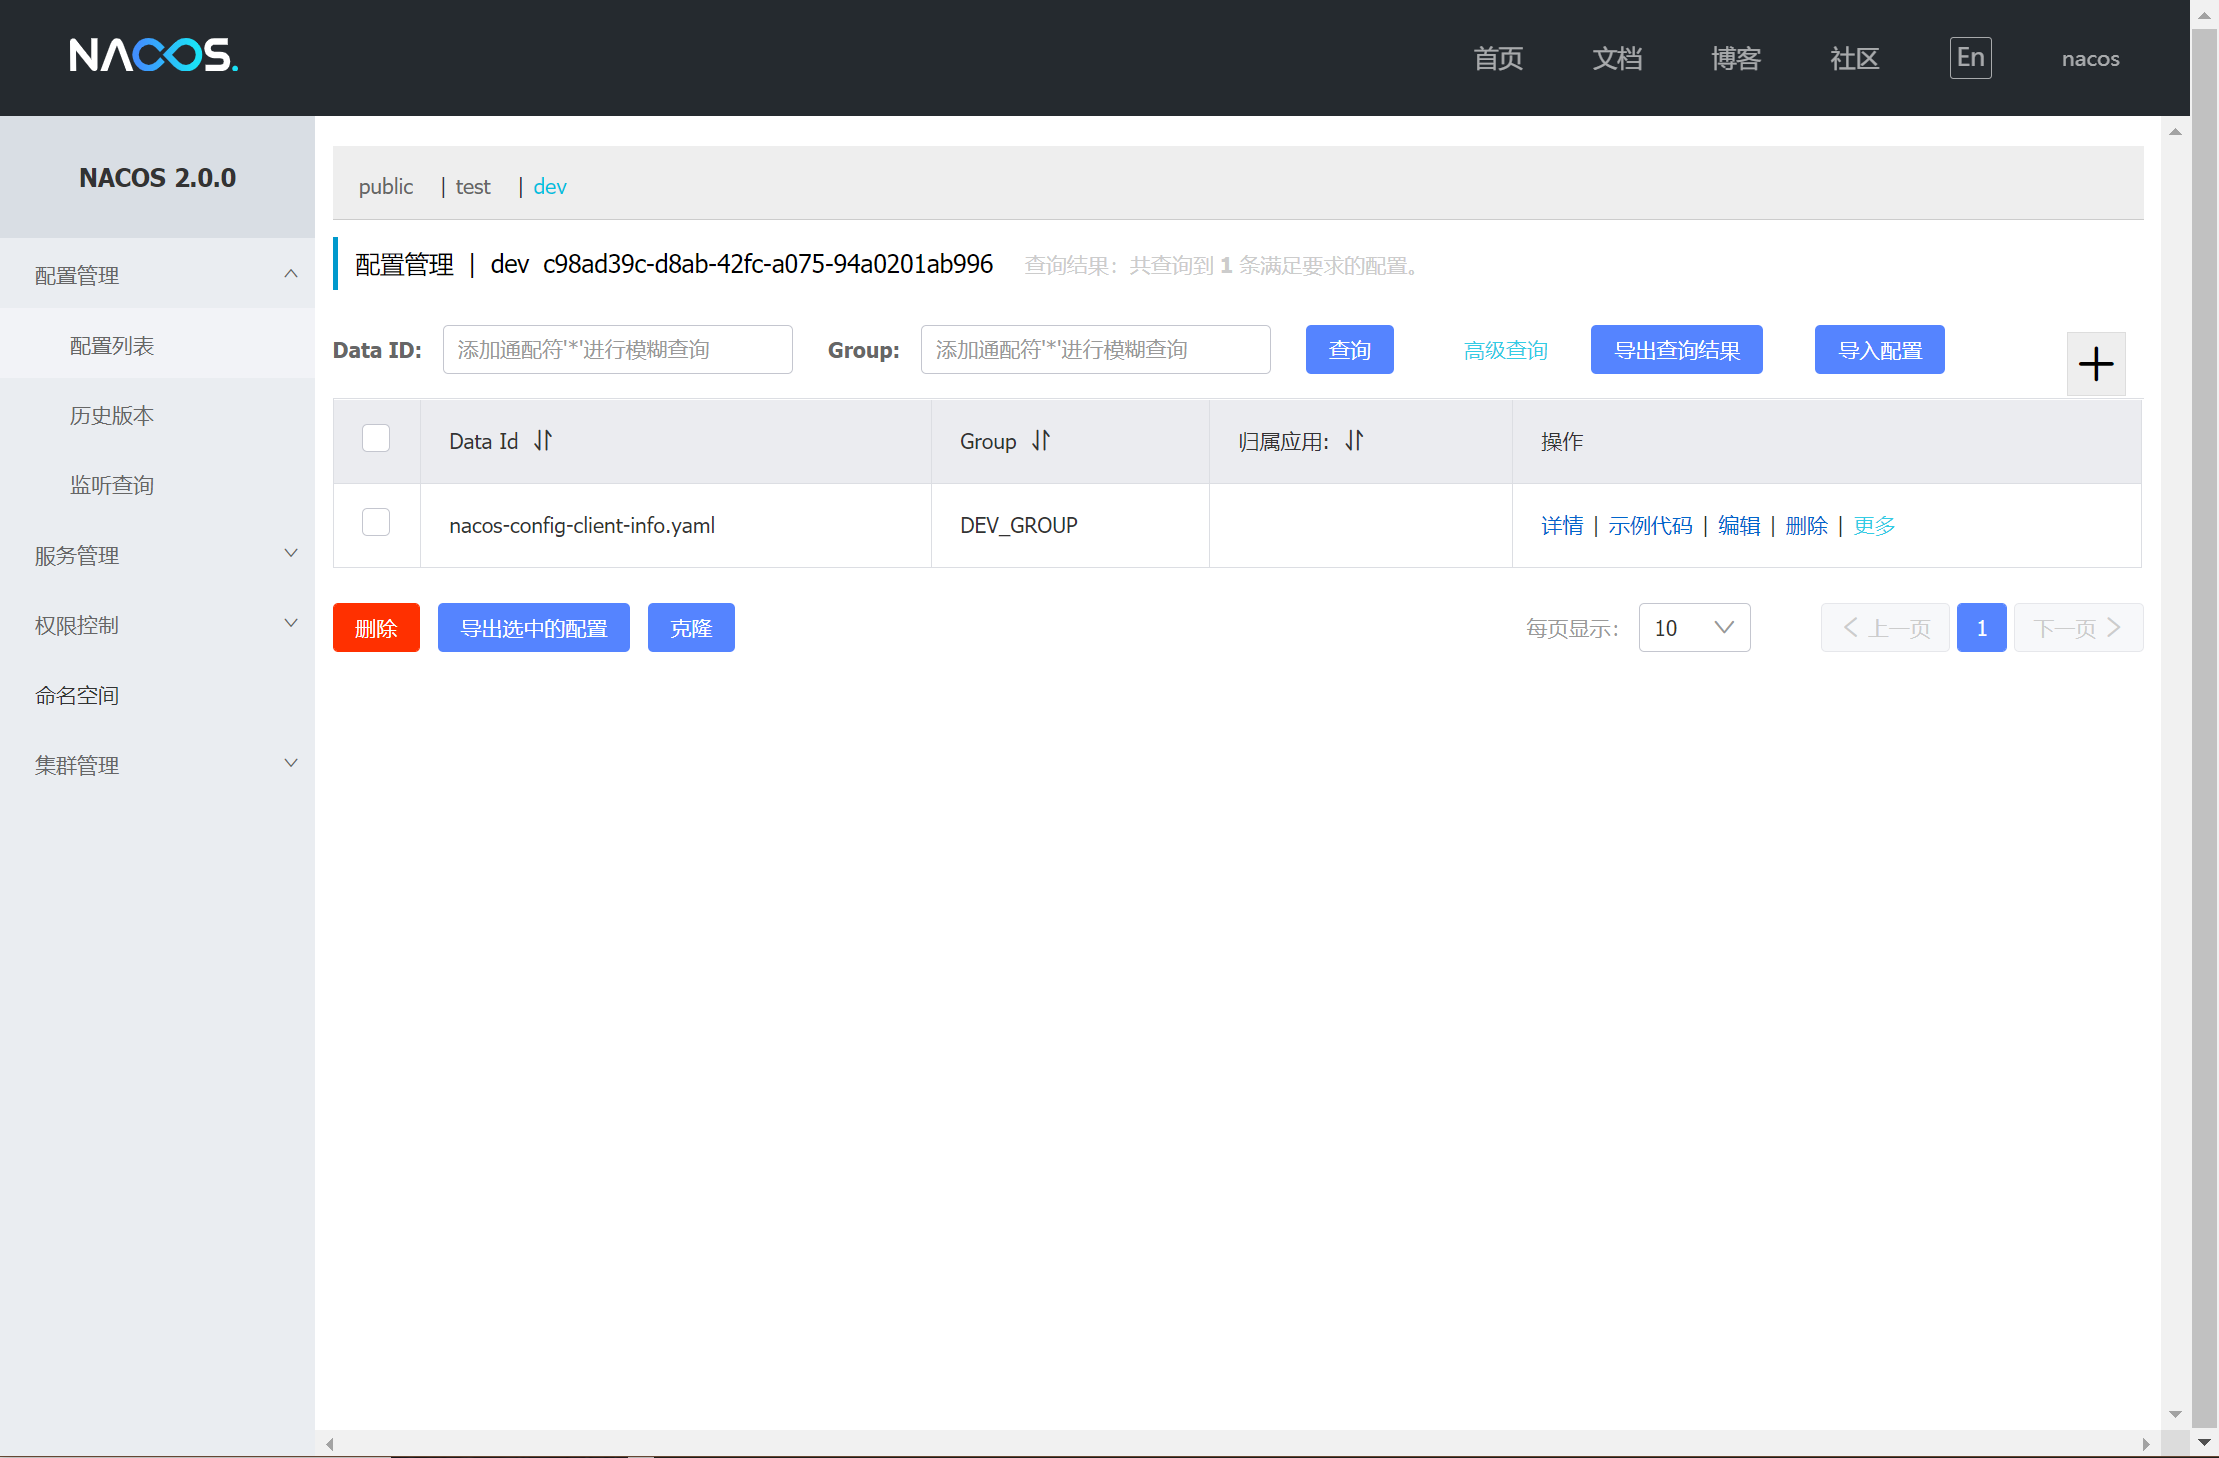 NACOS.
首页 文档 博客 社区 En nacos
NACOS 2.0.0
配置管理
配置列表
历史版本
监听查询
服务管理
权限控制
命名空间
集群管理
public | test | dev
配置管理 | dev c98ad39c-d8ab-42fc-a075-94a0201ab996 查询结果：共查询到 1 条满足要求的配置。
Data ID: 添加通配符'*'进行模糊查询 Group: 添加通配符'*'进行模糊查询 查询 高级查询 导出查询结果 导入配置
Data Id Group 归属应用: 操作
nacos-config-client-info.yaml DEV_GROUP 详情 | 示例代码 | 编辑 | 删除 | 更多
删除 导出选中的配置 克隆 每页显示: 10 上一页 1 下一页